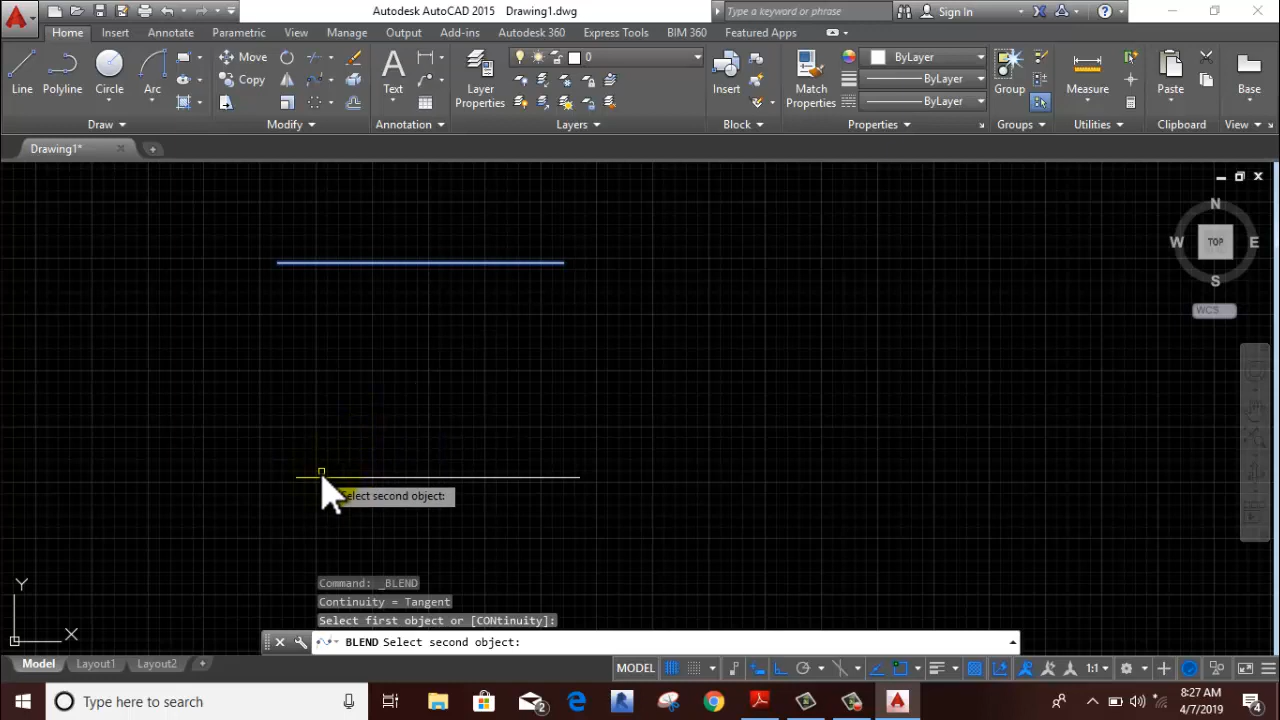 Autodesk AutoCAD 2015 Drawing1.dwg
Type a keyword or phrase
Sign In
Home
Insert
Annotate
Parametric
View
Manage
Output
Add-ins
Autodesk 360
Express Tools
BIM 360
Featured Apps
Line
Polyline
Circle
Arc
Move
Copy
Text
Layer
Properties
0
Insert
Match
Properties
ByLayer
ByLayer
ByLayer
Group
Measure
Paste
Base
Draw
Modify
Annotation
Layers
Block
Properties
Groups
Utilities
Clipboard
View
Drawing1*
N
W
TOP
E
S
WCS
Select second object:
Y
X
Command: _BLEND
Continuity = Tangent
Select first object or [CONtinuity]:
BLEND Select second object:
Model
Layout1
Layout2
MODEL
1:1
Type here to search
2
8:27 AM
4/7/2019
4